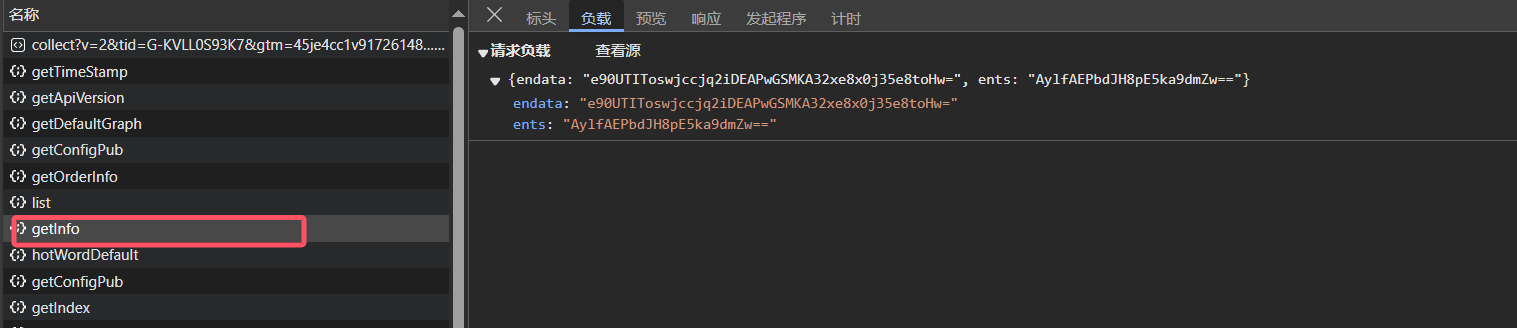 名称
collect?v=2&tid=G-KVLL0S93K7&gtm=45je4cc1v91726148......
getTimeStamp
getApiVersion
getDefaultGraph
getConfigPub
getOrderInfo
list
getInfo
hotWordDefault
getConfigPub
getIndex
标头 负载 预览 响应 发起程序 计时
请求负载 查看源
{endata: "e90UTIToswjccjq2iDEAPwGSMKA32xe8x0j35e8toHw=", ents: "AylfAEPbdJH8pE5ka9dmZw=="}
endata: "e90UTIToswjccjq2iDEAPwGSMKA32xe8x0j35e8toHw="
ents: "AylfAEPbdJH8pE5ka9dmZw=="